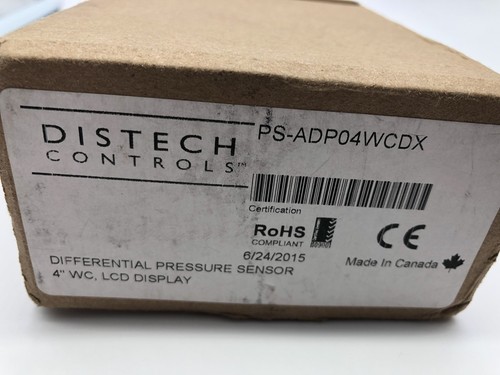 DISTECH
CONTROLS™
PS-ADP04WCDX
Certification
RoHS
COMPLIANT
6/24/2015
CE
Made In Canada
DIFFERENTIAL PRESSURE SENSOR
4" WC, LCD DISPLAY